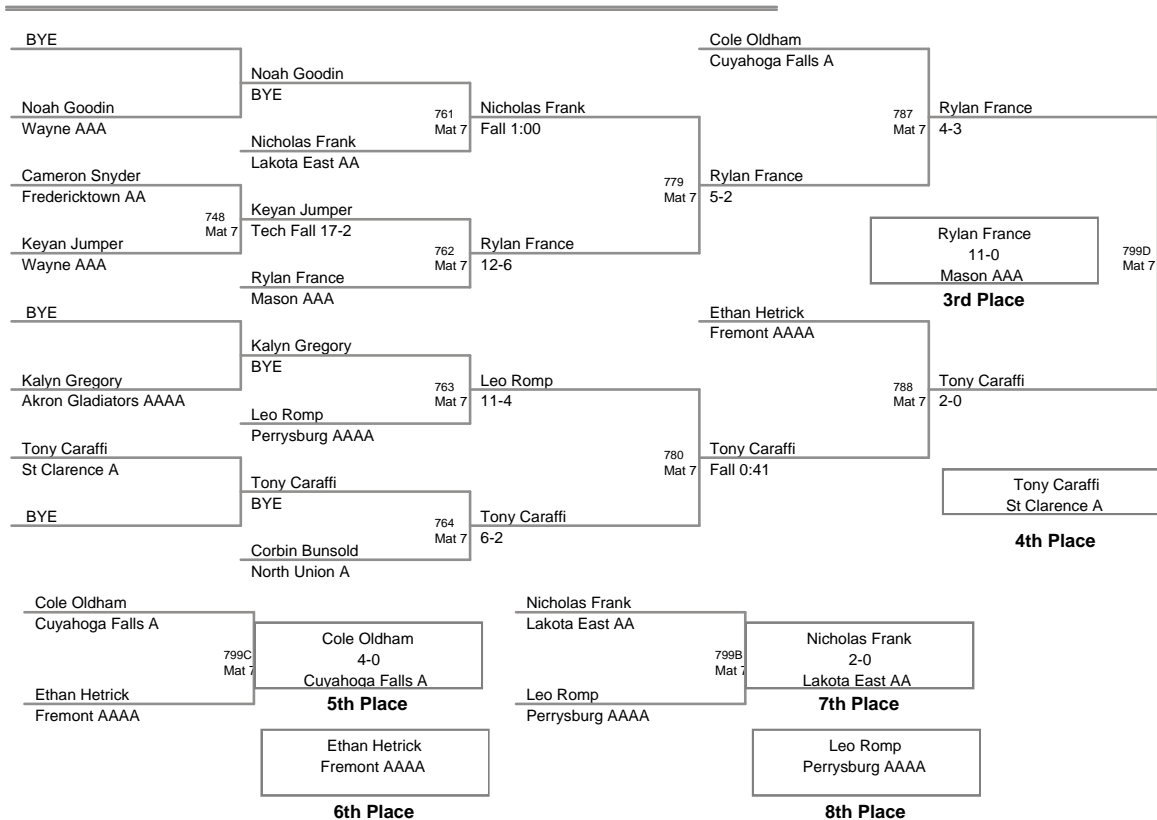 BYE
Noah Goodin
Wayne AAA
Cameron Snyder
Fredericktown AA
Keyan Jumper
Wayne AAA
BYE
Kalyn Gregory
Akron Gladiators AAAA
Tony Caraffi
St Clarence A
BYE
748
Mat 7
Noah Goodin
BYE
Nicholas Frank
Lakota East AA
Keyan Jumper
Tech Fall 17-2
Rylan France
Mason AAA
Kalyn Gregory
BYE
Leo Romp
Perrysburg AAAA
Tony Caraffi
BYE
Corbin Bunsold
North Union A
761
Mat 7
762
Mat 7
763
Mat 7
764
Mat 7
Nicholas Frank
Fall 1:00
Rylan France
12-6
Leo Romp
11-4
Tony Caraffi
6-2
779
Mat 7
780
Mat 7
Cole Oldham
Cuyahoga Falls A
Rylan France
5-2
Ethan Hetrick
Fremont AAAA
Tony Caraffi
Fall 0:41
787
Mat 7
788
Mat 7
Rylan France
4-3
Tony Caraffi
2-0
799D
Mat 7
Rylan France
11-0
Mason AAA
3rd Place
Tony Caraffi
St Clarence A
4th Place
Cole Oldham
Cuyahoga Falls A
Ethan Hetrick
Fremont AAAA
799C
Mat 7
Cole Oldham
4-0
Cuyahoga Falls A
5th Place
Ethan Hetrick
Fremont AAAA
6th Place
Nicholas Frank
Lakota East AA
Leo Romp
Perrysburg AAAA
799B
Mat 7
Nicholas Frank
2-0
Lakota East AA
7th Place
Leo Romp
Perrysburg AAAA
8th Place